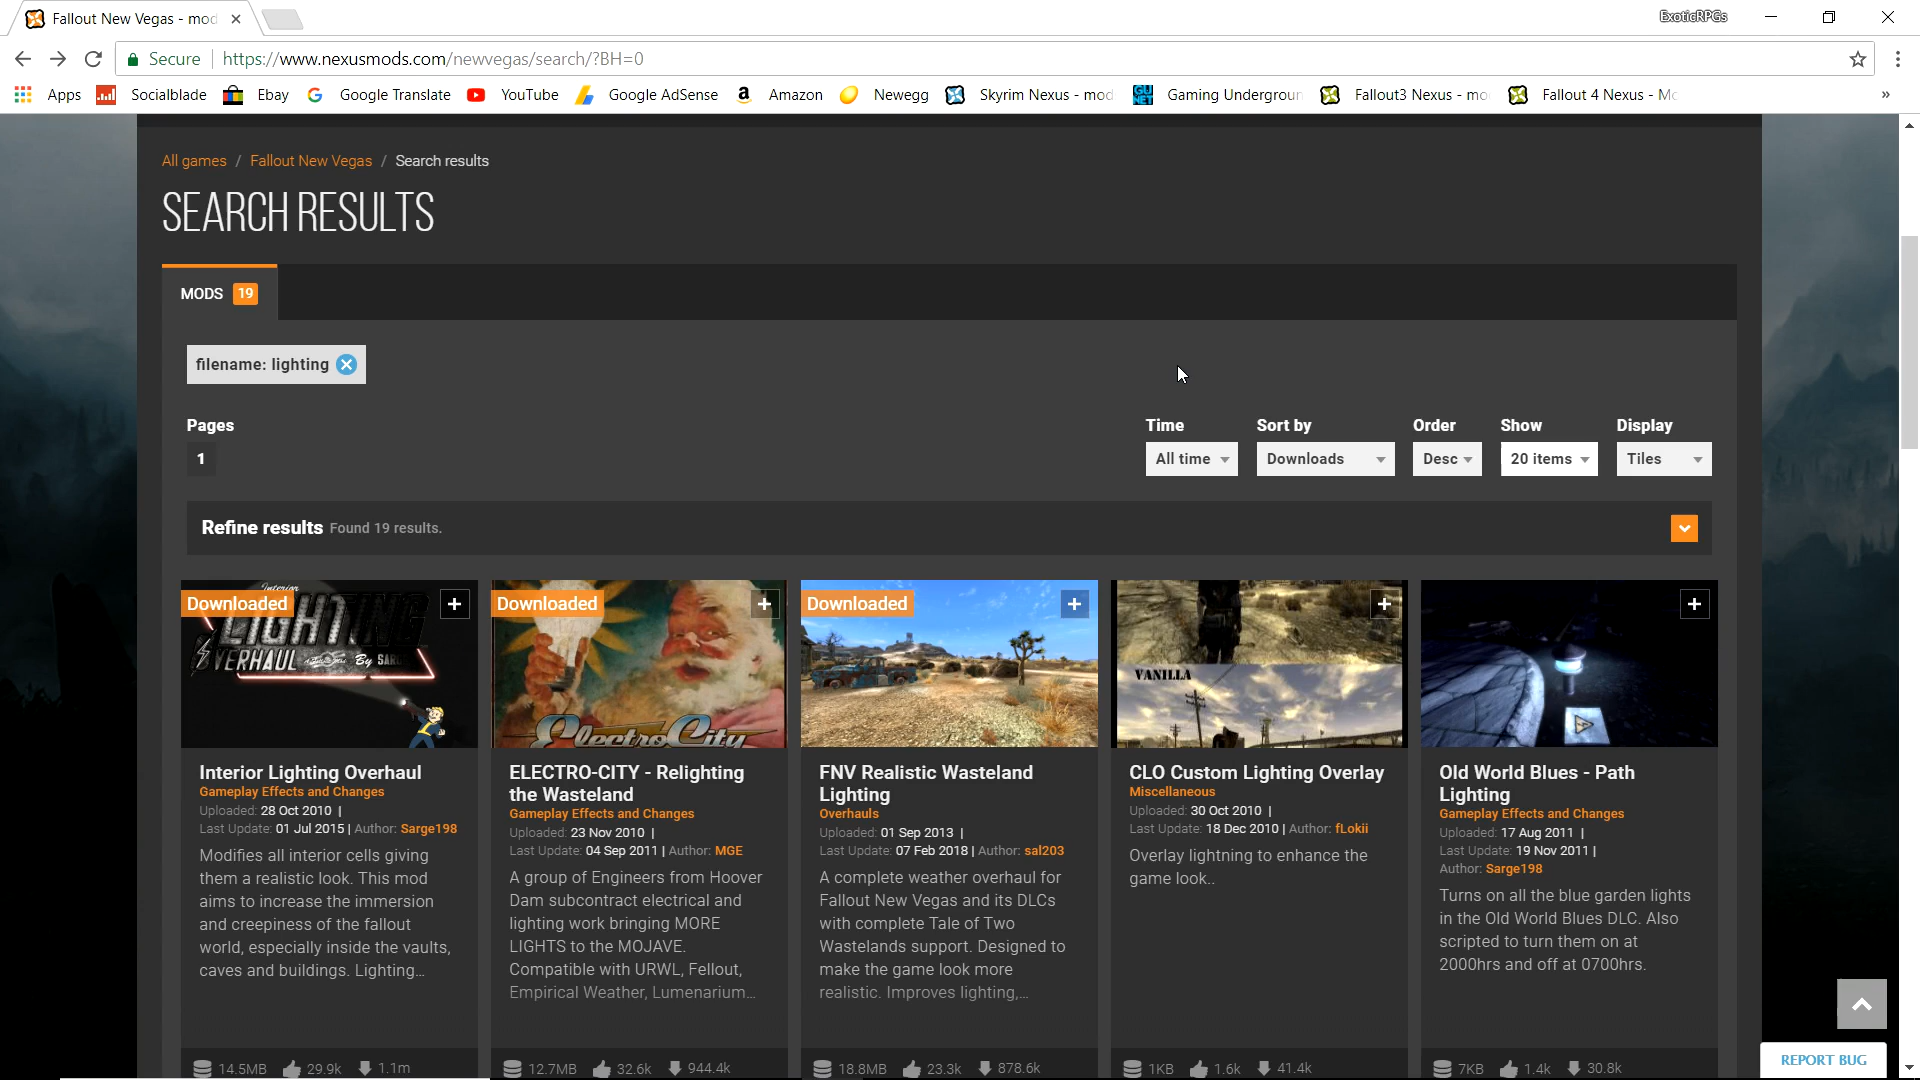 Fallout New Vegas - mod
ExoticRPGs
Secure https://www.nexusmods.com/newvegas/search/?BH=0
Apps Socialblade Ebay Google Translate YouTube Google AdSense Amazon Newegg Skyrim Nexus - mod Gaming Undergroun Fallout3 Nexus - mo Fallout 4 Nexus - Mo »
All games / Fallout New Vegas / Search results
SEARCH RESULTS
MODS 19
filename: lighting
Pages
1
Time Sort by Order Show Display
All time Downloads Desc 20 items Tiles
Refine results Found 19 results.
Downloaded
Interior
LIGHTING
OVERHAUL
By SARG
Interior Lighting Overhaul
Gameplay Effects and Changes
Uploaded: 28 Oct 2010 |
Last Update: 01 Jul 2015 | Author: Sarge198
Modifies all interior cells giving
them a realistic look. This mod
aims to increase the immersion
and creepiness of the fallout
world, especially inside the vaults,
caves and buildings. Lighting...
14.5MB 29.9k 1.1m
Downloaded
ElectroCity
ELECTRO-CITY - Relighting
the Wasteland
Gameplay Effects and Changes
Uploaded: 23 Nov 2010 |
Last Update: 04 Sep 2011 | Author: MGE
A group of Engineers from Hoover
Dam subcontract electrical and
lighting work bringing MORE
LIGHTS to the MOJAVE.
Compatible with URWL, Fellout,
Empirical Weather, Lumenarium...
12.7MB 32.6k 944.4k
Downloaded
FNV Realistic Wasteland
Lighting
Overhauls
Uploaded: 01 Sep 2013 |
Last Update: 07 Feb 2018 | Author: sal203
A complete weather overhaul for
Fallout New Vegas and its DLCs
with complete Tale of Two
Wastelands support. Designed to
make the game look more
realistic. Improves lighting,...
18.8MB 23.3k 878.6k
VANILLA
CLO Custom Lighting Overlay
Miscellaneous
Uploaded: 30 Oct 2010 |
Last Update: 18 Dec 2010 | Author: fLokii
Overlay lightning to enhance the
game look..
1KB 1.6k 41.4k
Old World Blues - Path
Lighting
Gameplay Effects and Changes
Uploaded: 17 Aug 2011 |
Last Update: 19 Nov 2011 |
Author: Sarge198
Turns on all the blue garden lights
in the Old World Blues DLC. Also
scripted to turn them on at
2000hrs and off at 0700hrs.
7KB 1.4k 30.8k
REPORT BUG